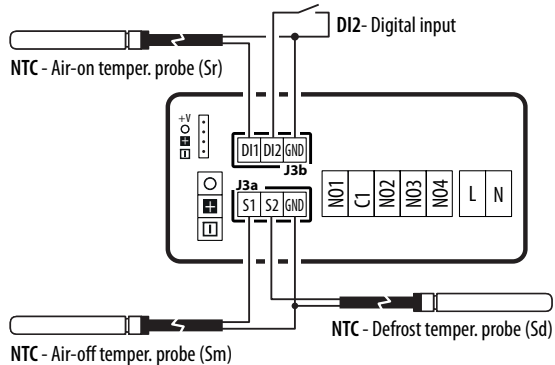 DI2- Digital input
NTC - Air-on temper. probe (Sr)
+V
DI1 DI2 GND
J3b
J3a
S1 S2 GND
NO1 C1 NO2 NO3 NO4 L N
NTC - Defrost temper. probe (Sd)
NTC - Air-off temper. probe (Sm)